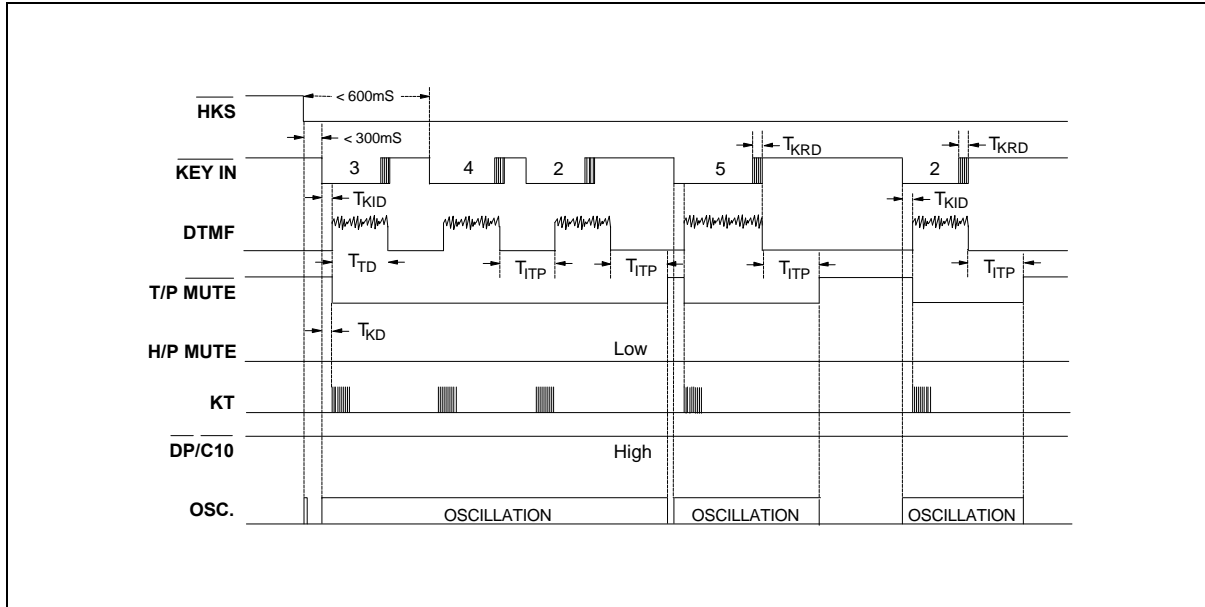 < 600mS
HKS
< 300mS
TKRD TKRD
KEY IN 3 4 2 5 2
TKID TKID
DTMF
TTD TITP TITP TITP TITP
T/P MUTE
TKD
H/P MUTE Low
KT
DP/C10 High
OSC. OSCILLATION OSCILLATION OSCILLATION